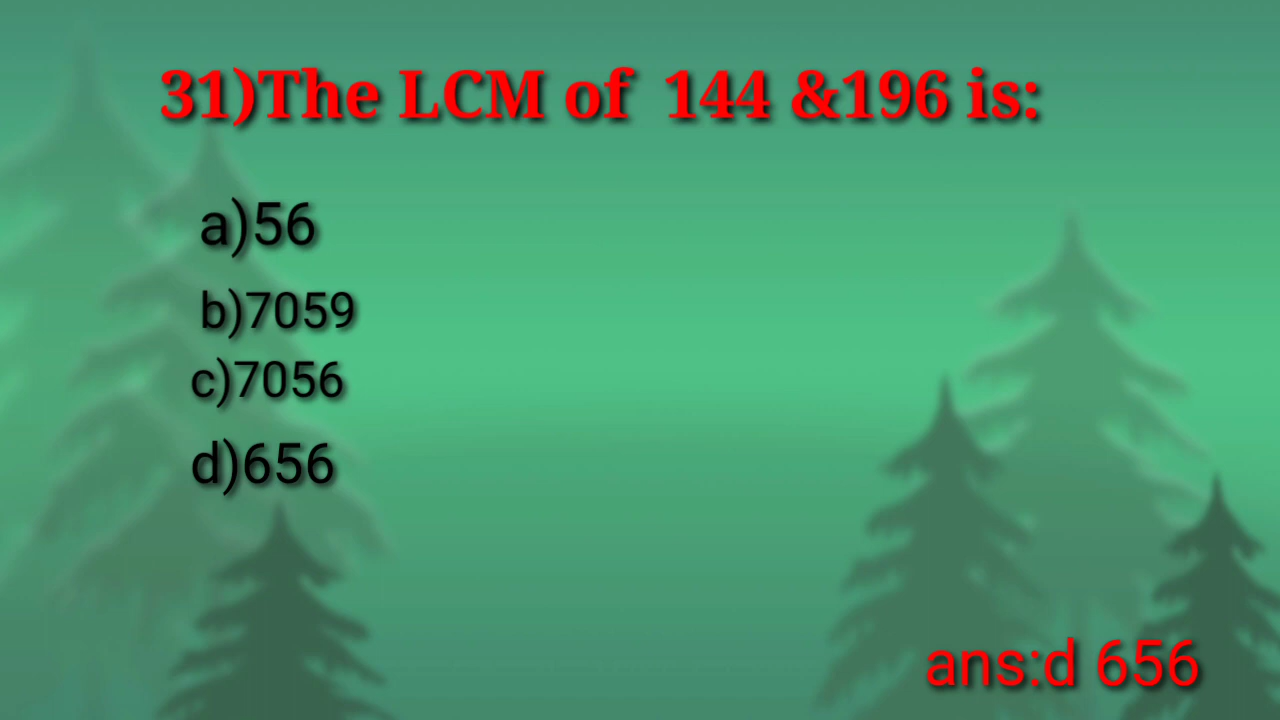 31)The LCM of 144 &196 is:
a)56
b)7059
c)7056
d)656
ans:d 656